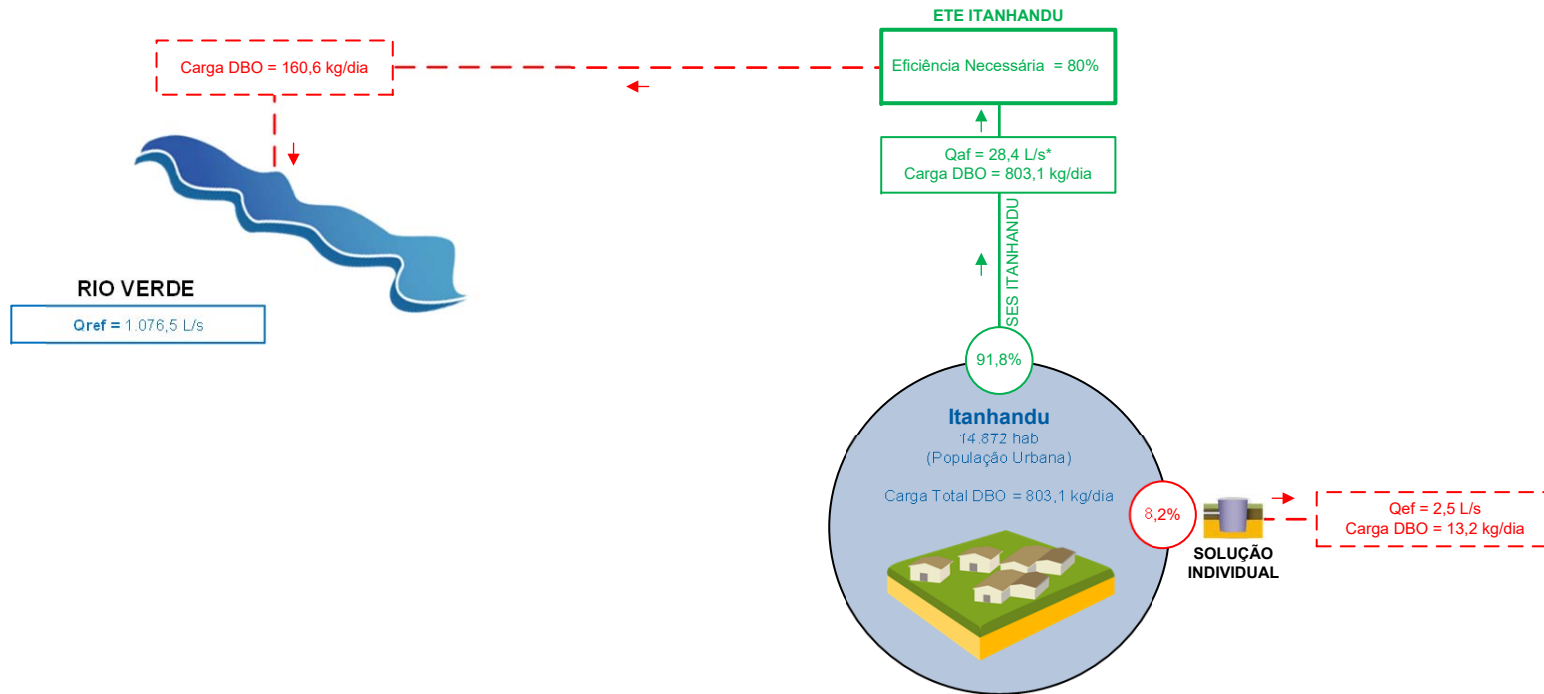 ETE ITANHANDU
Carga DBO = 160,6 kg/dia
Eficiência Necessária = 80%
Qaf = 28,4 L/s*
Carga DBO = 803,1 kg/dia
SES ITANHANDU
RIO VERDE
Qref = 1.076,5 L/s
91,8%
Itanhandu
14.872 hab
(População Urbana)
Carga Total DBO = 803,1 kg/dia
8,2%
SOLUÇÃO
INDIVIDUAL
Qef = 2,5 L/s
Carga DBO = 13,2 kg/dia